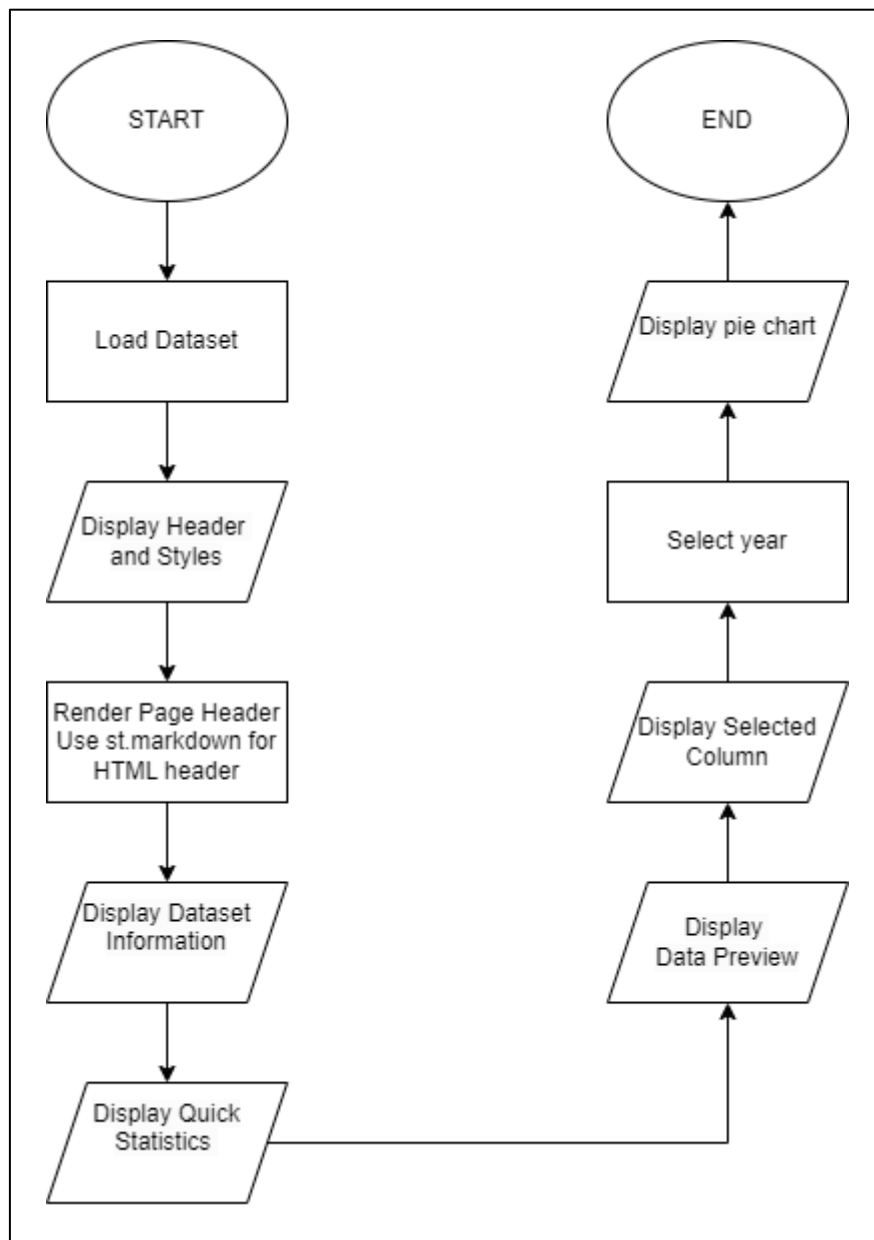 START
Load Dataset
Display Header
and Styles
Render Page Header
Use st.markdown for
HTML header
Display Dataset
Information
Display Quick
Statistics
Display
Data Preview
Display Selected
Column
Select year
Display pie chart
END